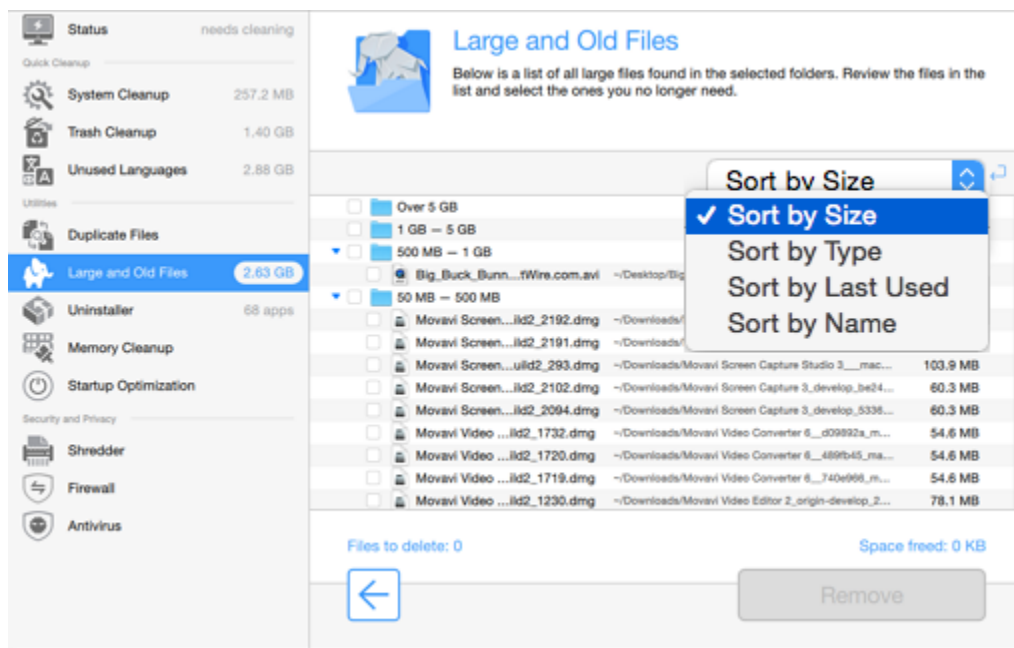 Status needs cleaning
Quick Cleanup
System Cleanup 257.2 MB
Trash Cleanup 1.40 GB
Unused Languages 2.88 GB
Utilities
Duplicate Files
Large and Old Files 2.63 GB
Uninstaller 68 apps
Memory Cleanup
Startup Optimization
Security and Privacy
Shredder
Firewall
Antivirus
Large and Old Files
Below is a list of all large files found in the selected folders. Review the files in the
list and select the ones you no longer need.
Sort by Size
Sort by Size
Sort by Type
Sort by Last Used
Sort by Name
Over 5 GB
1 GB — 5 GB
500 MB — 1 GB
Big_Buck_Bunn...tWire.com.avi ~/Desktop/Big
50 MB — 500 MB
Movavi Screen...ild2_2192.dmg ~/Downloads/
Movavi Screen...ild2_2191.dmg ~/Downloads/
Movavi Screen...uild2_293.dmg ~/Downloads/Movavi Screen Capture Studio 3___mac... 103.9 MB
Movavi Screen...ild2_2102.dmg ~/Downloads/Movavi Screen Capture 3_develop_be24... 60.3 MB
Movavi Screen...ild2_2094.dmg ~/Downloads/Movavi Screen Capture 3_develop_5336... 60.3 MB
Movavi Video ...ild2_1732.dmg ~/Downloads/Movavi Video Converter 6__d09892a_m... 54.6 MB
Movavi Video ...ild2_1720.dmg ~/Downloads/Movavi Video Converter 6__489fb45_ma... 54.6 MB
Movavi Video ...ild2_1719.dmg ~/Downloads/Movavi Video Converter 6__740e966_m... 54.6 MB
Movavi Video ...ild2_1230.dmg ~/Downloads/Movavi Video Editor 2_origin-develop_2... 78.1 MB
Files to delete: 0 Space freed: 0 KB
Remove